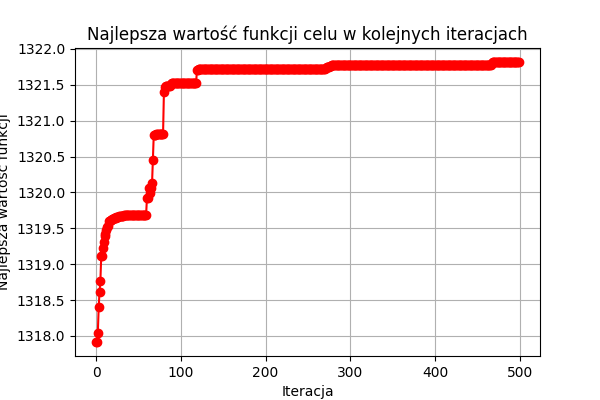 Najlepsza wartość funkcji celu w kolejnych iteracjach
Najlepsza wartość funkcji
1322.0
1321.5
1321.0
1320.5
1320.0
1319.5
1319.0
1318.5
1318.0
0 100 200 300 400 500
Iteracja